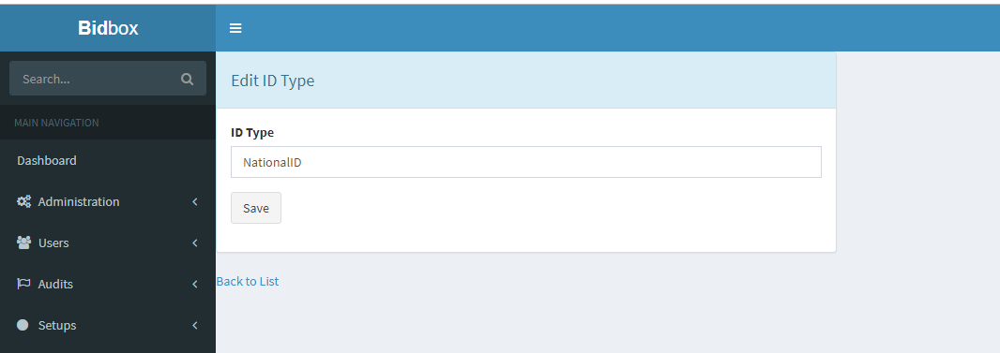 Bidbox
Search...
MAIN NAVIGATION
Dashboard
Administration
Users
Audits
Setups
Edit ID Type
ID Type
NationalID
Save
Back to List